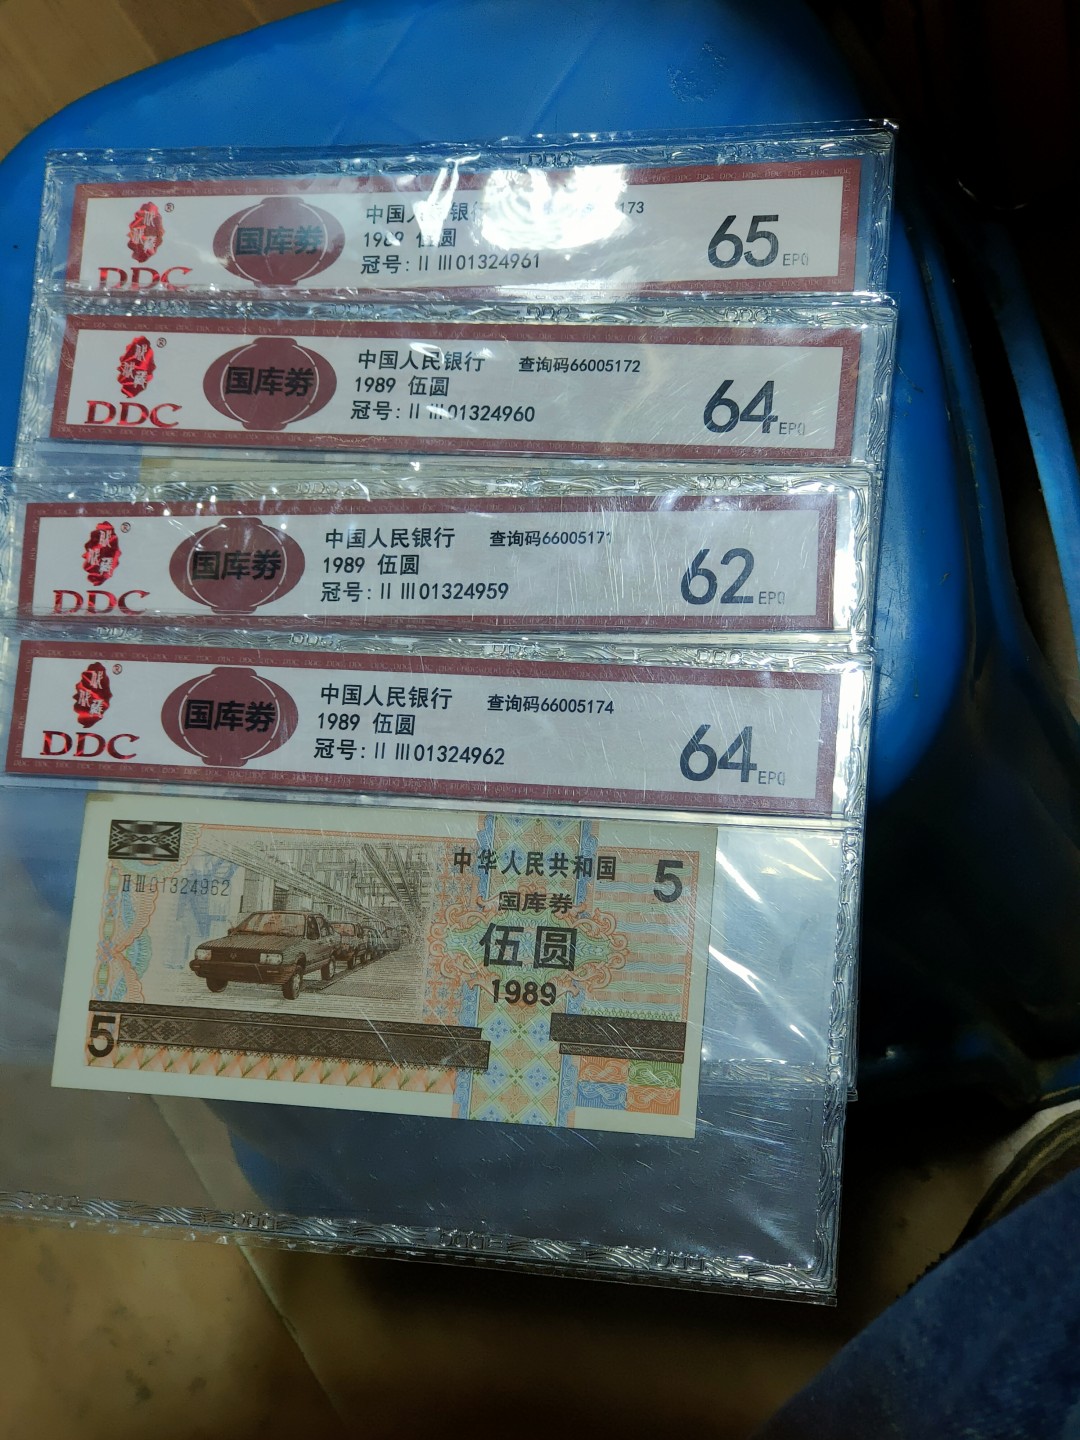 国库券
DDC
中国人民银
173
1989 伍圆
冠号: II III 01324961
65 EPQ
国库券
DDC
中国人民银行 查询码66005172
1989 伍圆
冠号: II III 01324960
64 EPQ
国库券
DDC
中国人民银行 查询码66005171
1989 伍圆
冠号: II III 01324959
62 EPQ
国库券
DDC
中国人民银行 查询码66005174
1989 伍圆
冠号: II III 01324962
64 EPQ
中华人民共和国
5
II III 01324962
国库券
伍圆
1989
5